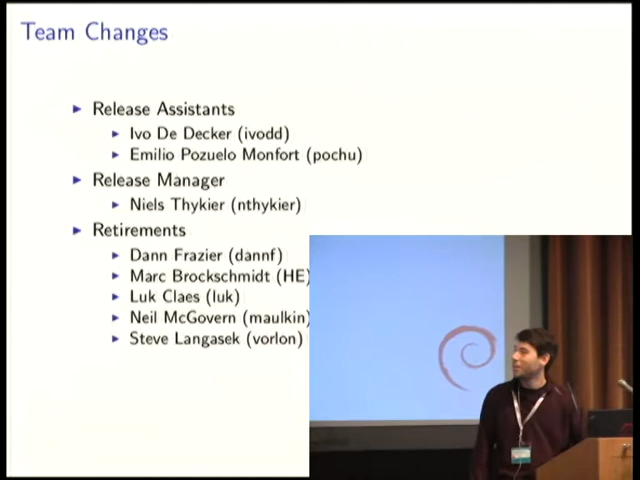 Team Changes
Release Assistants
Ivo De Decker (ivodd)
Emilio Pozuelo Monfort (pochu)
Release Manager
Niels Thykier (nthykier)
Retirements
Dann Frazier (dannf)
Marc Brockschmidt (HE)
Luk Claes (luk)
Neil McGovern (maulkin)
Steve Langasek (vorlon)